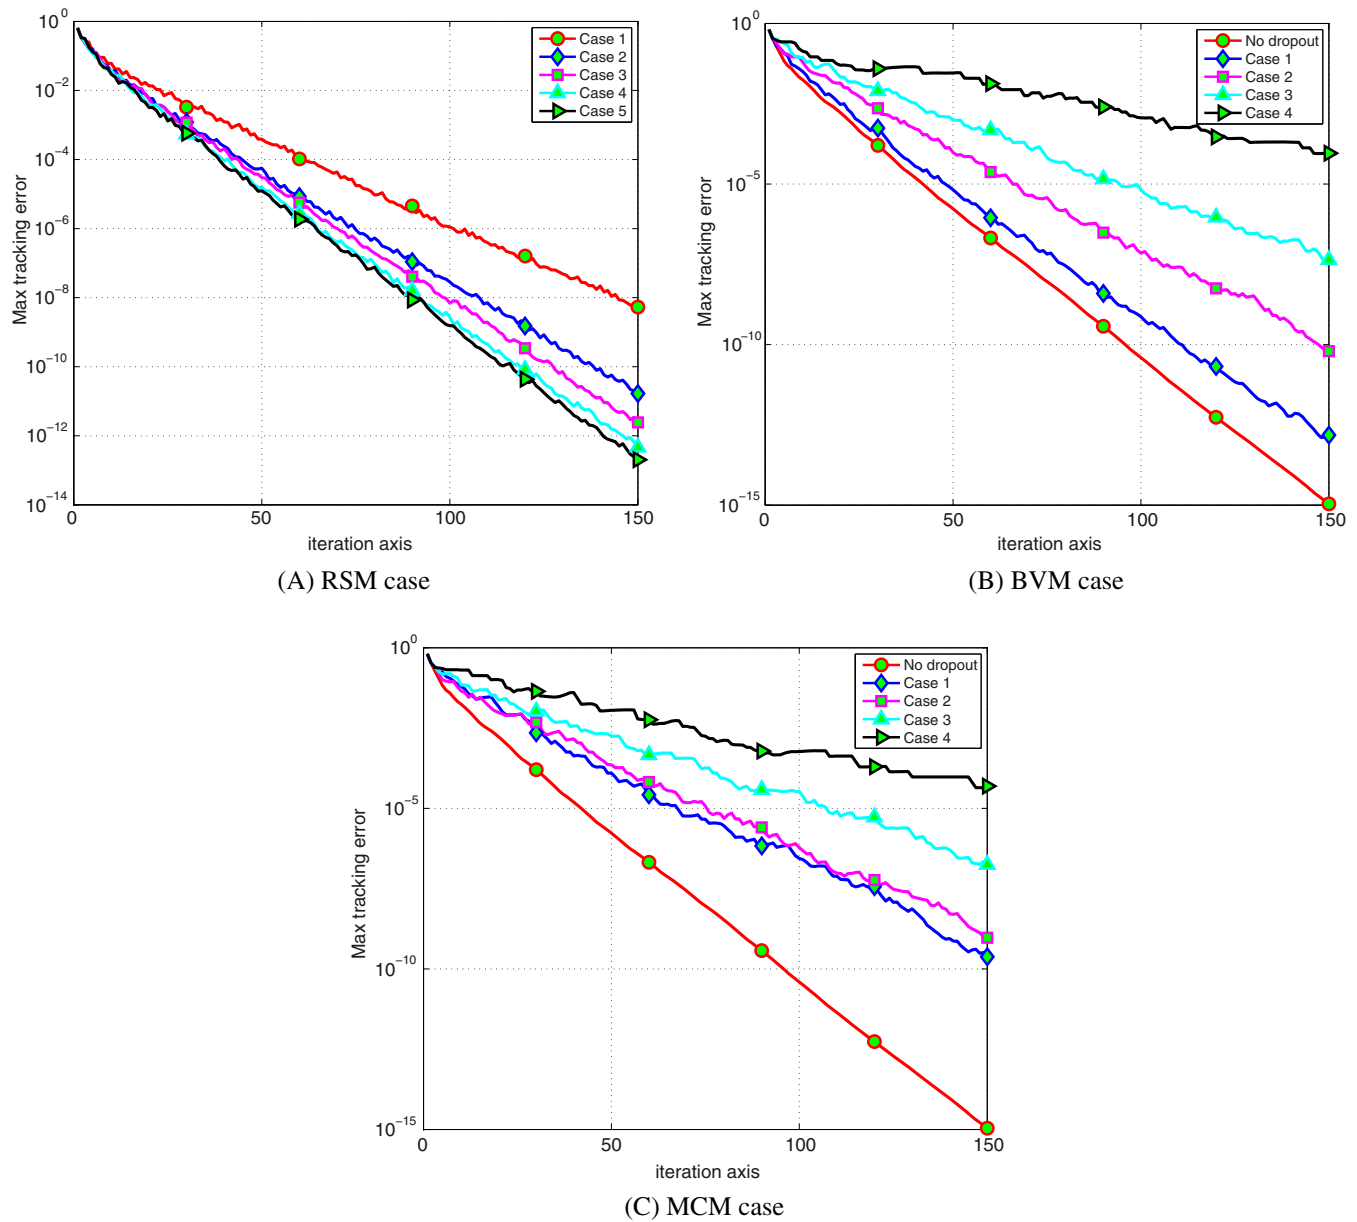 10^0
10^-2
10^-4
10^-6
10^-8
10^-10
10^-12
10^-14
Max tracking error
0
50
100
150
iteration axis
Case 1
Case 2
Case 3
Case 4
Case 5
(A) RSM case
10^0
10^-5
10^-10
10^-15
Max tracking error
0
50
100
150
iteration axis
No dropout
Case 1
Case 2
Case 3
Case 4
(B) BVM case
10^0
10^-5
10^-10
10^-15
Max tracking error
0
50
100
150
iteration axis
No dropout
Case 1
Case 2
Case 3
Case 4
(C) MCM case